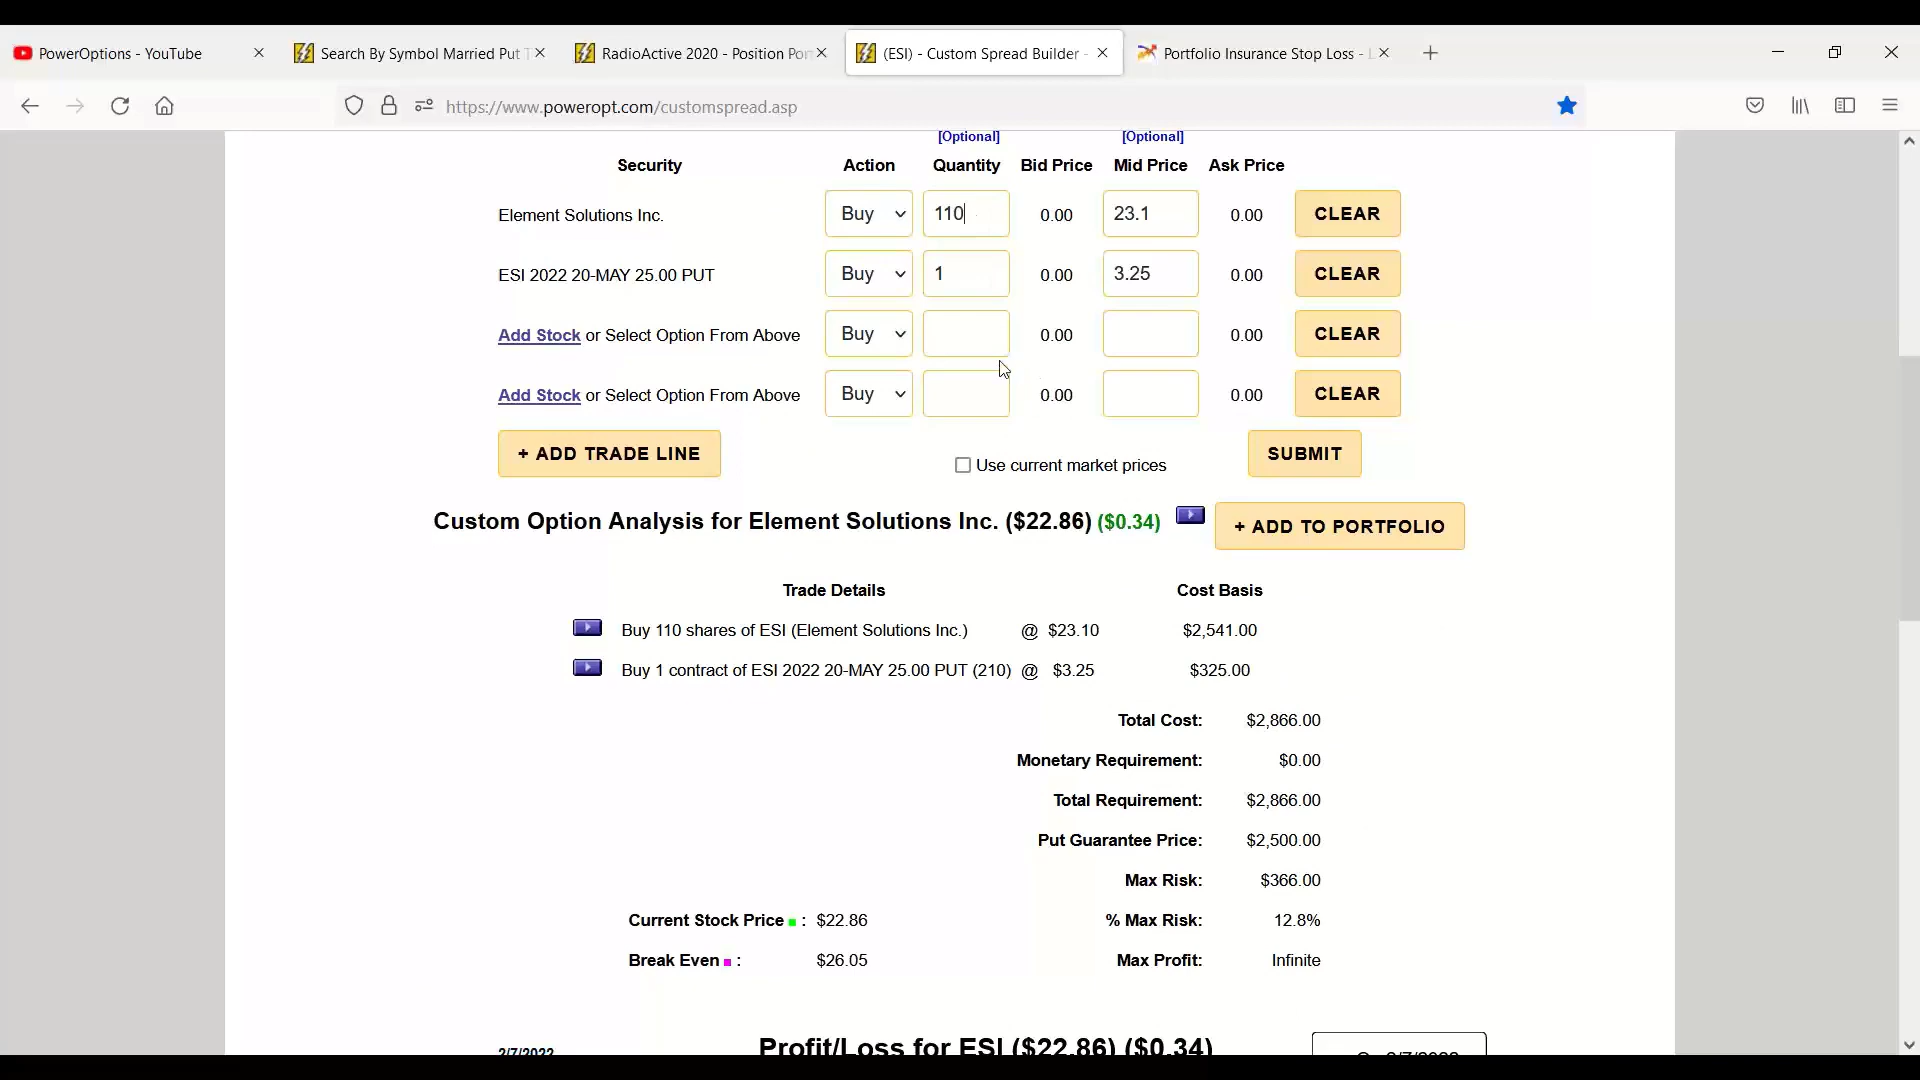 PowerOptions - YouTube
Search By Symbol Married Put T
RadioActive 2020 - Position Por
(ESI) - Custom Spread Builder -
Portfolio Insurance Stop Loss -
https://www.poweropt.com/customspread.asp
[Optional] [Optional]
Security Action Quantity Bid Price Mid Price Ask Price
Element Solutions Inc. Buy 110 0.00 23.1 0.00 CLEAR
ESI 2022 20-MAY 25.00 PUT Buy 1 0.00 3.25 0.00 CLEAR
Add Stock or Select Option From Above Buy 0.00 0.00 CLEAR
Add Stock or Select Option From Above Buy 0.00 0.00 CLEAR
+ ADD TRADE LINE Use current market prices SUBMIT
Custom Option Analysis for Element Solutions Inc. ($22.86) ($0.34) + ADD TO PORTFOLIO
Trade Details Cost Basis
Buy 110 shares of ESI (Element Solutions Inc.) @ $23.10 $2,541.00
Buy 1 contract of ESI 2022 20-MAY 25.00 PUT (210) @ $3.25 $325.00
Total Cost: $2,866.00
Monetary Requirement: $0.00
Total Requirement: $2,866.00
Put Guarantee Price: $2,500.00
Max Risk: $366.00
Current Stock Price : $22.86 % Max Risk: 12.8%
Break Even : $26.05 Max Profit: Infinite
2/7/2022 Profit/Loss for ESI ($22.86) ($0.34)